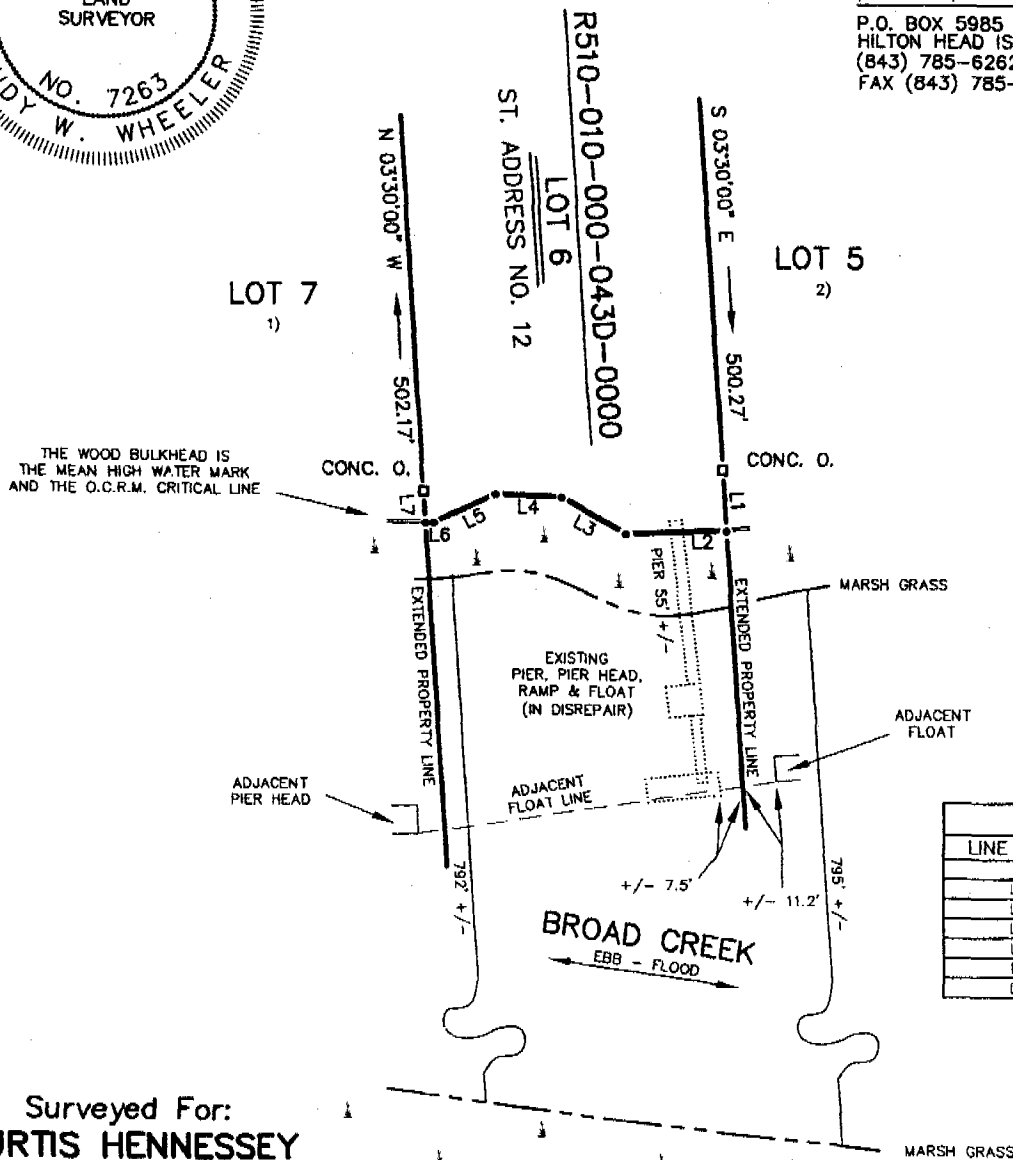 LAND
SURVEYOR
NO. 7263
W. WHEELER
P.O. BOX 5985
HILTON HEAD
(843) 785-6262
FAX (843) 785-
R510-010-000-043D-0000
LOT 6
ST. ADDRESS NO. 12
N 03°30'00" W
502.17'
S 03°30'00" E
500.27'
LOT 7
1)
LOT 5
2)
THE WOOD BULKHEAD IS
THE MEAN HIGH WATER MARK
AND THE O.C.R.M. CRITICAL LINE
CONC. O.
CONC. O.
L7
L6
L5
L4
L3
L2
L1
MARSH GRASS
PIER 55' +/-
EXTENDED PROPERTY LINE
EXTENDED PROPERTY LINE
EXISTING
PIER, PIER HEAD,
RAMP & FLOAT
(IN DISREPAIR)
ADJACENT
FLOAT
ADJACENT
PIER HEAD
ADJACENT
FLOAT LINE
LINE
792' +/-
795' +/-
+/- 7.5'
+/- 11.2'
BROAD CREEK
EBB - FLOOD
Surveyed For:
HENNESSEY
MARSH GRASS